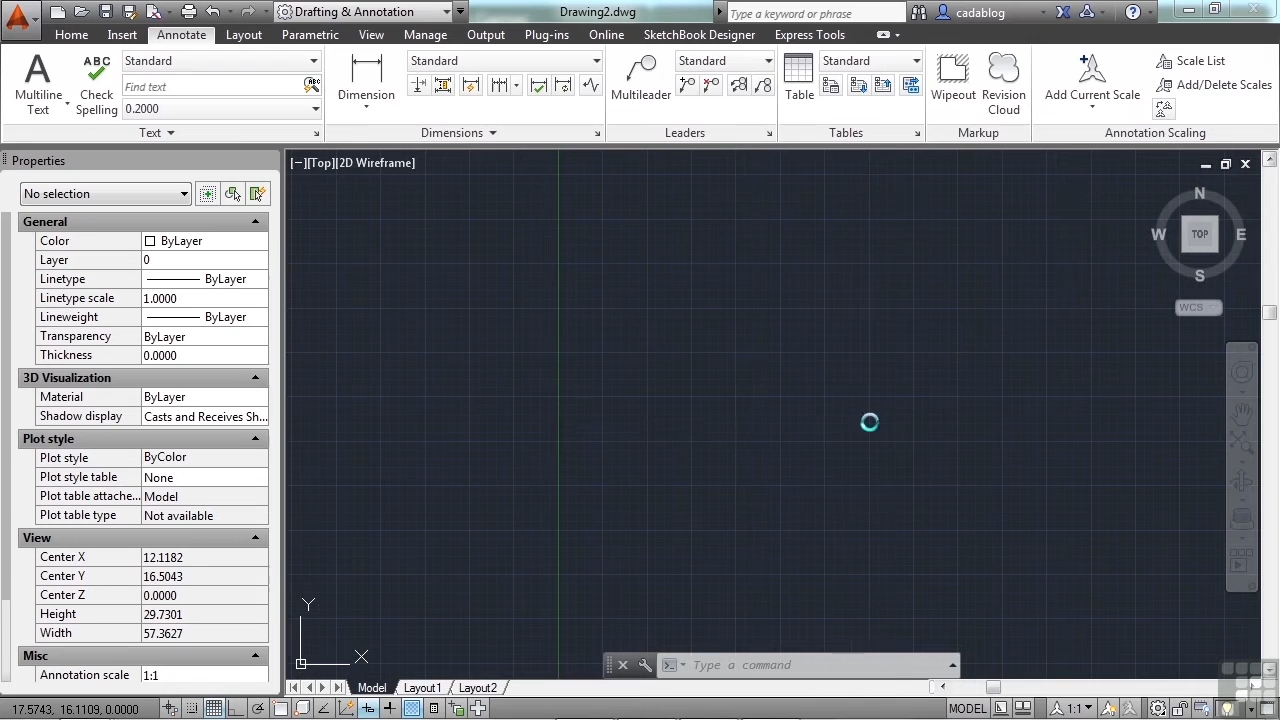 Drafting & Annotation
Drawing2.dwg
Type a keyword or phrase
cadablog
Home Insert Annotate Layout Parametric View Manage Output Plug-ins Online SketchBook Designer Express Tools
Multiline Text
ABC Check Spelling
Standard
Find text
0.2000
Text
Dimension
Standard
Dimensions
Multileader
Standard
Leaders
Table
Standard
Tables
Wipeout
Revision Cloud
Markup
Add Current Scale
Scale List
Add/Delete Scales
Annotation Scaling
Properties
No selection
General
Color ByLayer
Layer 0
Linetype ByLayer
Linetype scale 1.0000
Lineweight ByLayer
Transparency ByLayer
Thickness 0.0000
3D Visualization
Material ByLayer
Shadow display Casts and Receives Sh...
Plot style
Plot style ByColor
Plot style table None
Plot table attache... Model
Plot table type Not available
View
Center X 12.1182
Center Y 16.5043
Center Z 0.0000
Height 29.7301
Width 57.3627
Misc
Annotation scale 1:1
[−][Top][2D Wireframe]
N
W TOP E
S
WCS
Y
X
Type a command
Model Layout1 Layout2
17.5743, 16.1109, 0.0000
MODEL
1:1